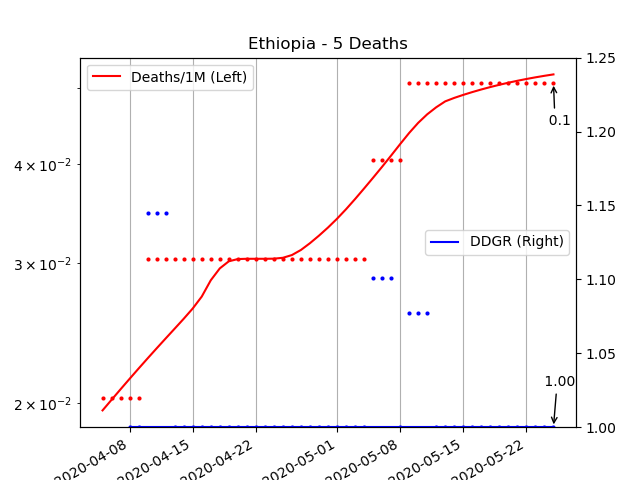 Ethiopia - 5 Deaths
Deaths/1M (Left)
DDGR (Right)
4 × 10⁻²
3 × 10⁻²
2 × 10⁻²
1.25
1.20
1.15
1.10
1.05
1.00
0.1
1.00
2020-04-08
2020-04-15
2020-04-22
2020-05-01
2020-05-08
2020-05-15
2020-05-22